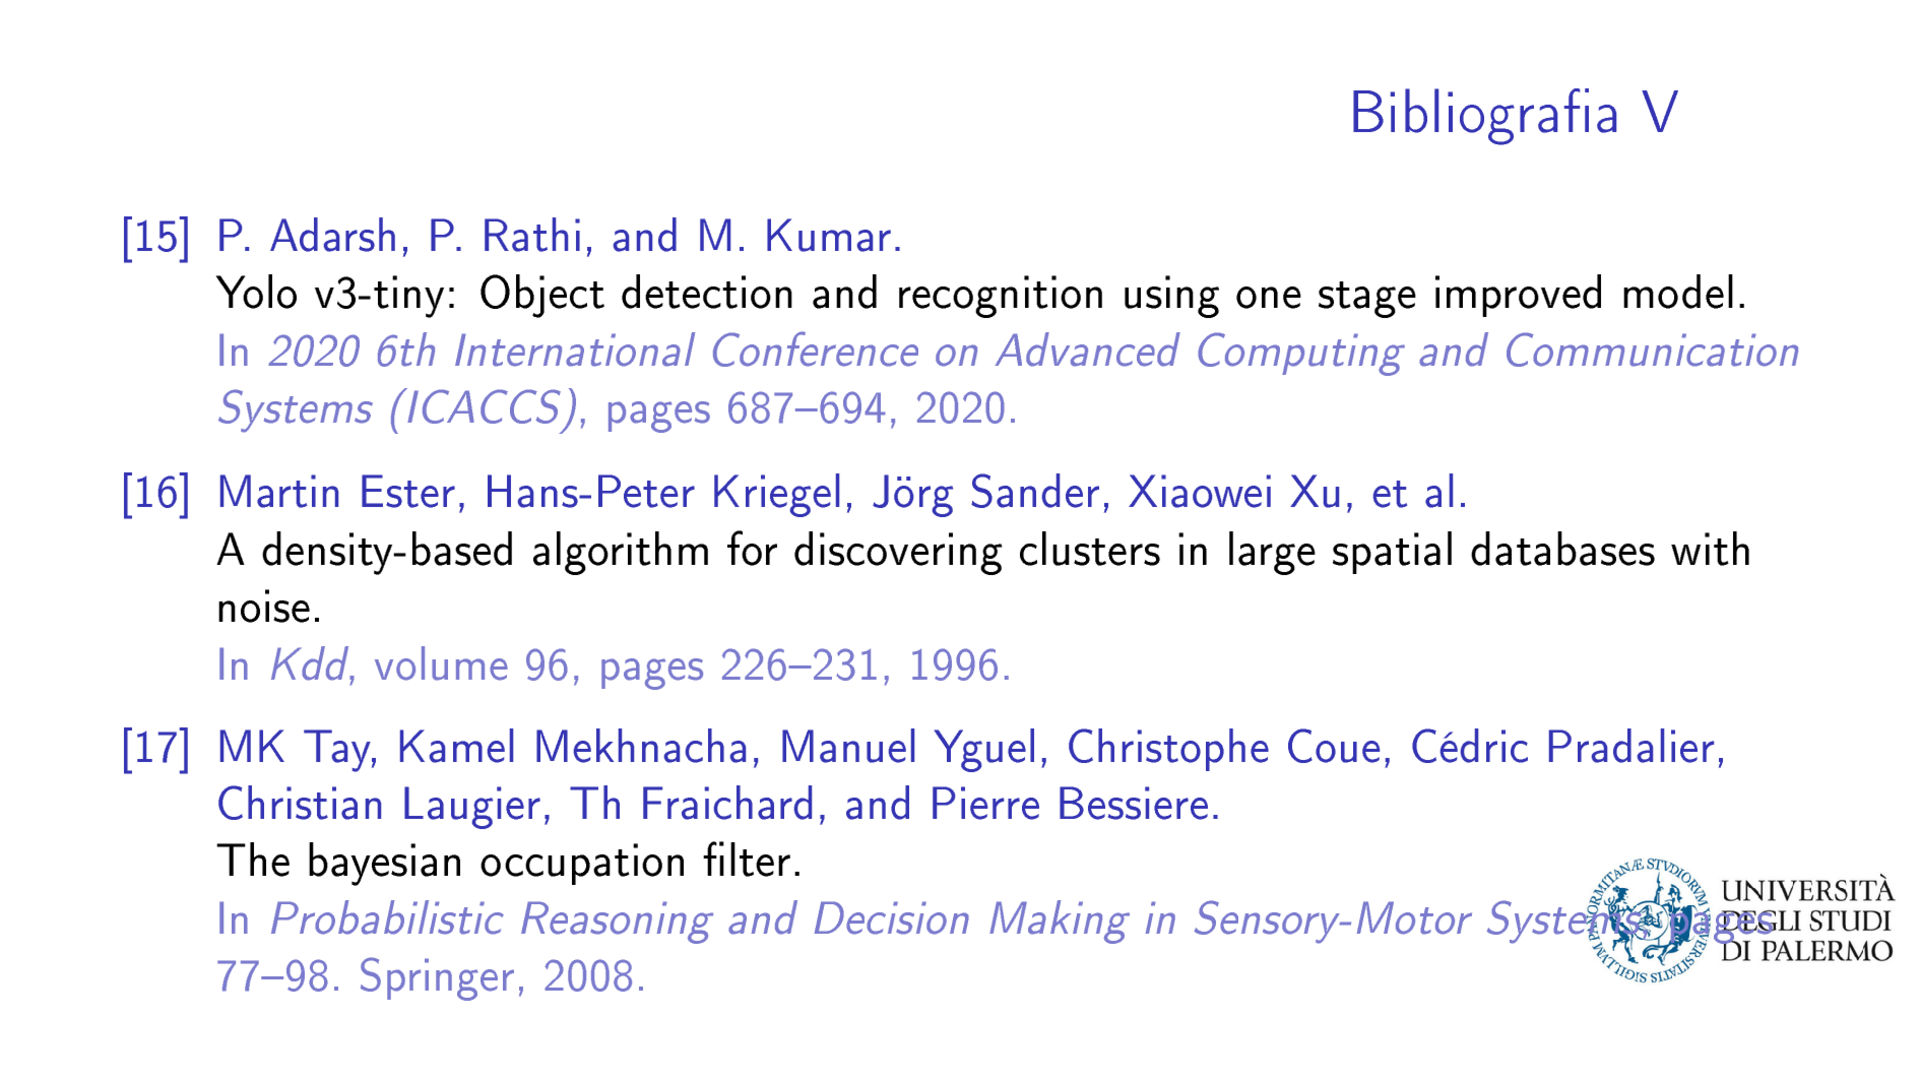 Bibliografia V
[15] P. Adarsh, P. Rathi, and M. Kumar.
Yolo v3-tiny: Object detection and recognition using one stage improved model.
In 2020 6th International Conference on Advanced Computing and Communication
Systems (ICACCS), pages 687–694, 2020.
[16] Martin Ester, Hans-Peter Kriegel, Jörg Sander, Xiaowei Xu, et al.
A density-based algorithm for discovering clusters in large spatial databases with
noise.
In Kdd, volume 96, pages 226–231, 1996.
[17] MK Tay, Kamel Mekhnacha, Manuel Yguel, Christophe Coue, Cédric Pradalier,
Christian Laugier, Th Fraichard, and Pierre Bessiere.
The bayesian occupation filter.
In Probabilistic Reasoning and Decision Making in Sensory-Motor Systems, pages
77–98. Springer, 2008.
UNIVERSITÀ
DEGLI STUDI
DI PALERMO